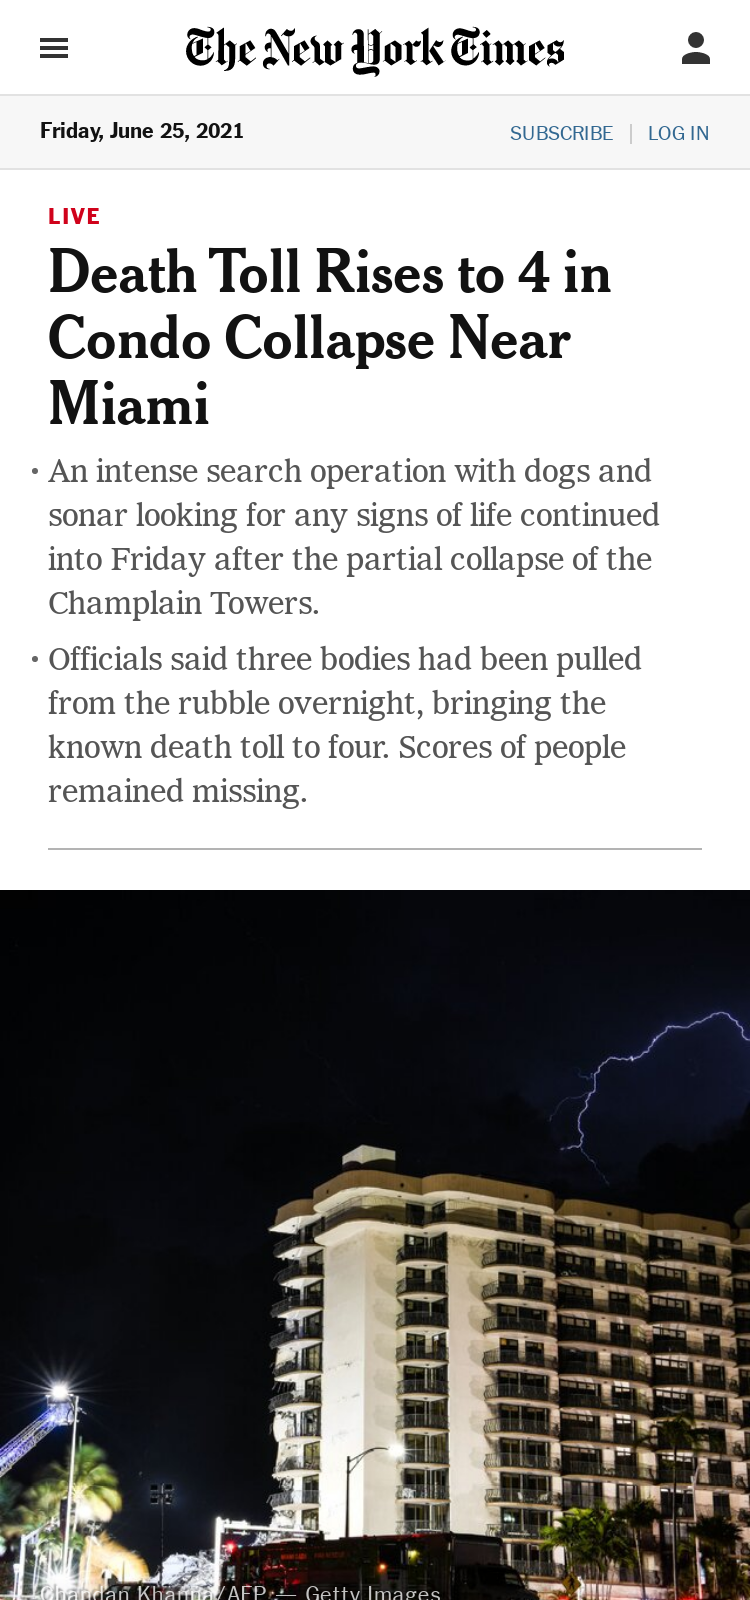 The New York Times
Friday, June 25, 2021
SUBSCRIBE | LOG IN
LIVE
Death Toll Rises to 4 in
Condo Collapse Near
Miami
• An intense search operation with dogs and
sonar looking for any signs of life continued
into Friday after the partial collapse of the
Champlain Towers.
• Officials said three bodies had been pulled
from the rubble overnight, bringing the
known death toll to four. Scores of people
remained missing.
Chandan Khanna/AFP — Getty Images